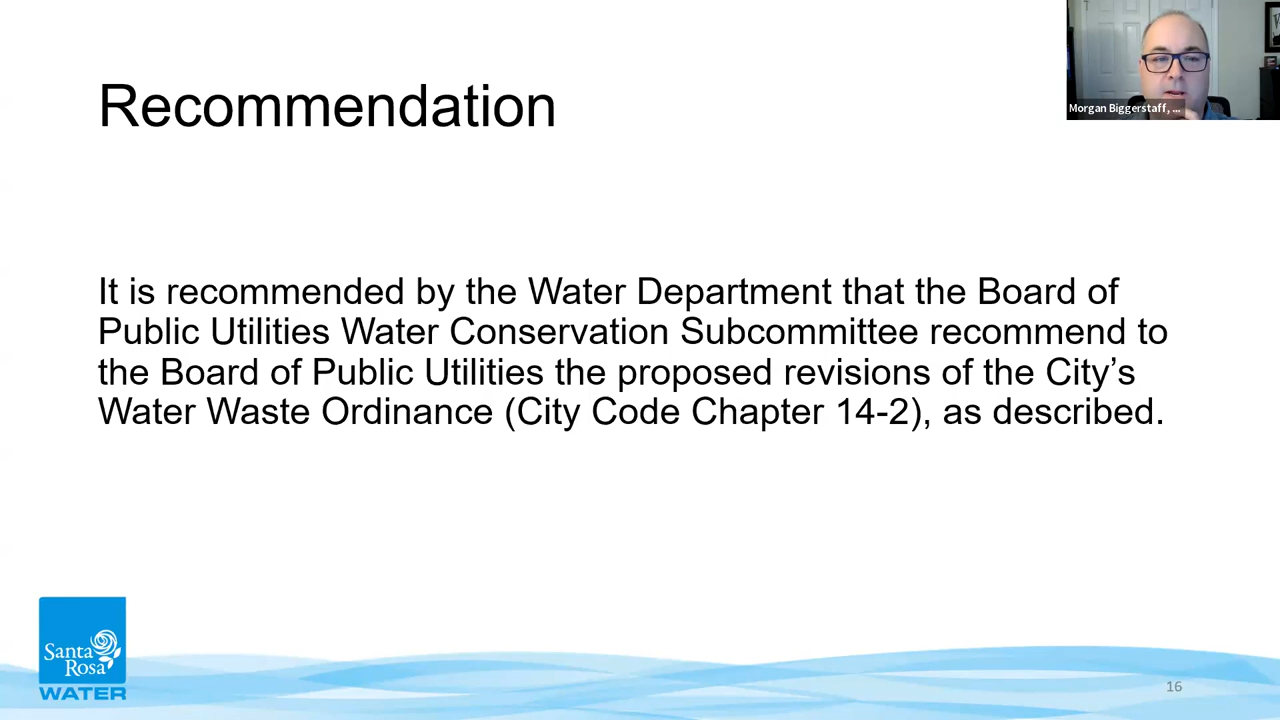 Recommendation
Morgan Biggerstaff, ...
It is recommended by the Water Department that the Board of
Public Utilities Water Conservation Subcommittee recommend to
the Board of Public Utilities the proposed revisions of the City’s
Water Waste Ordinance (City Code Chapter 14-2), as described.
Santa
Rosa
WATER
16